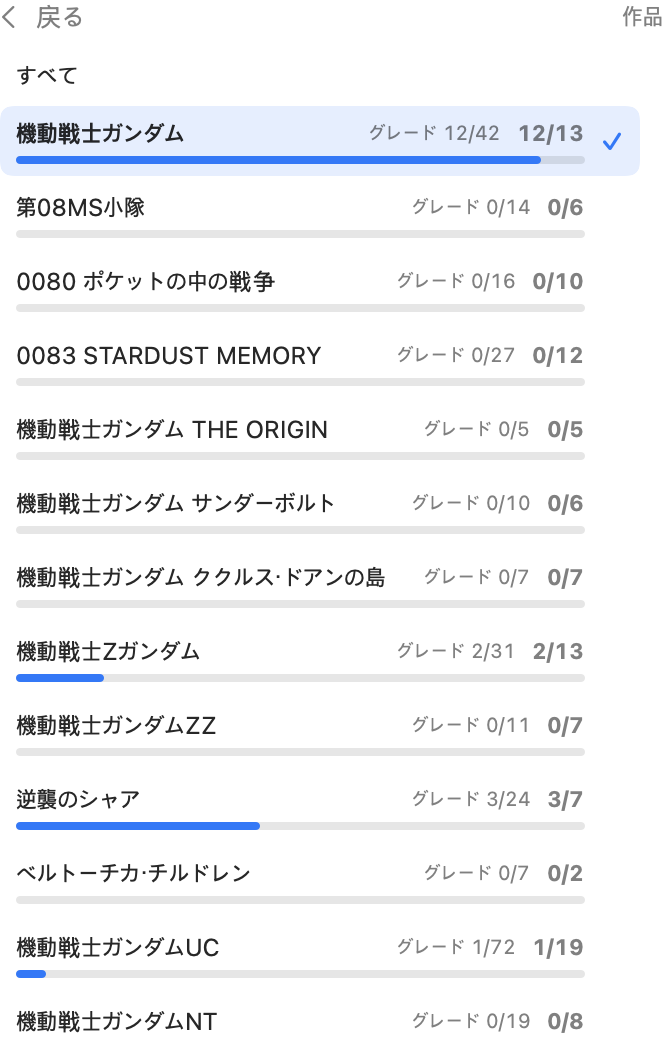 戻る 作品
すべて
機動戦士ガンダム グレード 12/42 12/13
第08MS小隊 グレード 0/14 0/6
0080 ポケットの中の戦争 グレード 0/16 0/10
0083 STARDUST MEMORY グレード 0/27 0/12
機動戦士ガンダム THE ORIGIN グレード 0/5 0/5
機動戦士ガンダム サンダーボルト グレード 0/10 0/6
機動戦士ガンダム ククルス·ドアンの島 グレード 0/7 0/7
機動戦士Zガンダム グレード 2/31 2/13
機動戦士ガンダムZZ グレード 0/11 0/7
逆襲のシャア グレード 3/24 3/7
ベルトーチカ·チルドレン グレード 0/7 0/2
機動戦士ガンダムUC グレード 1/72 1/19
機動戦士ガンダムNT グレード 0/19 0/8